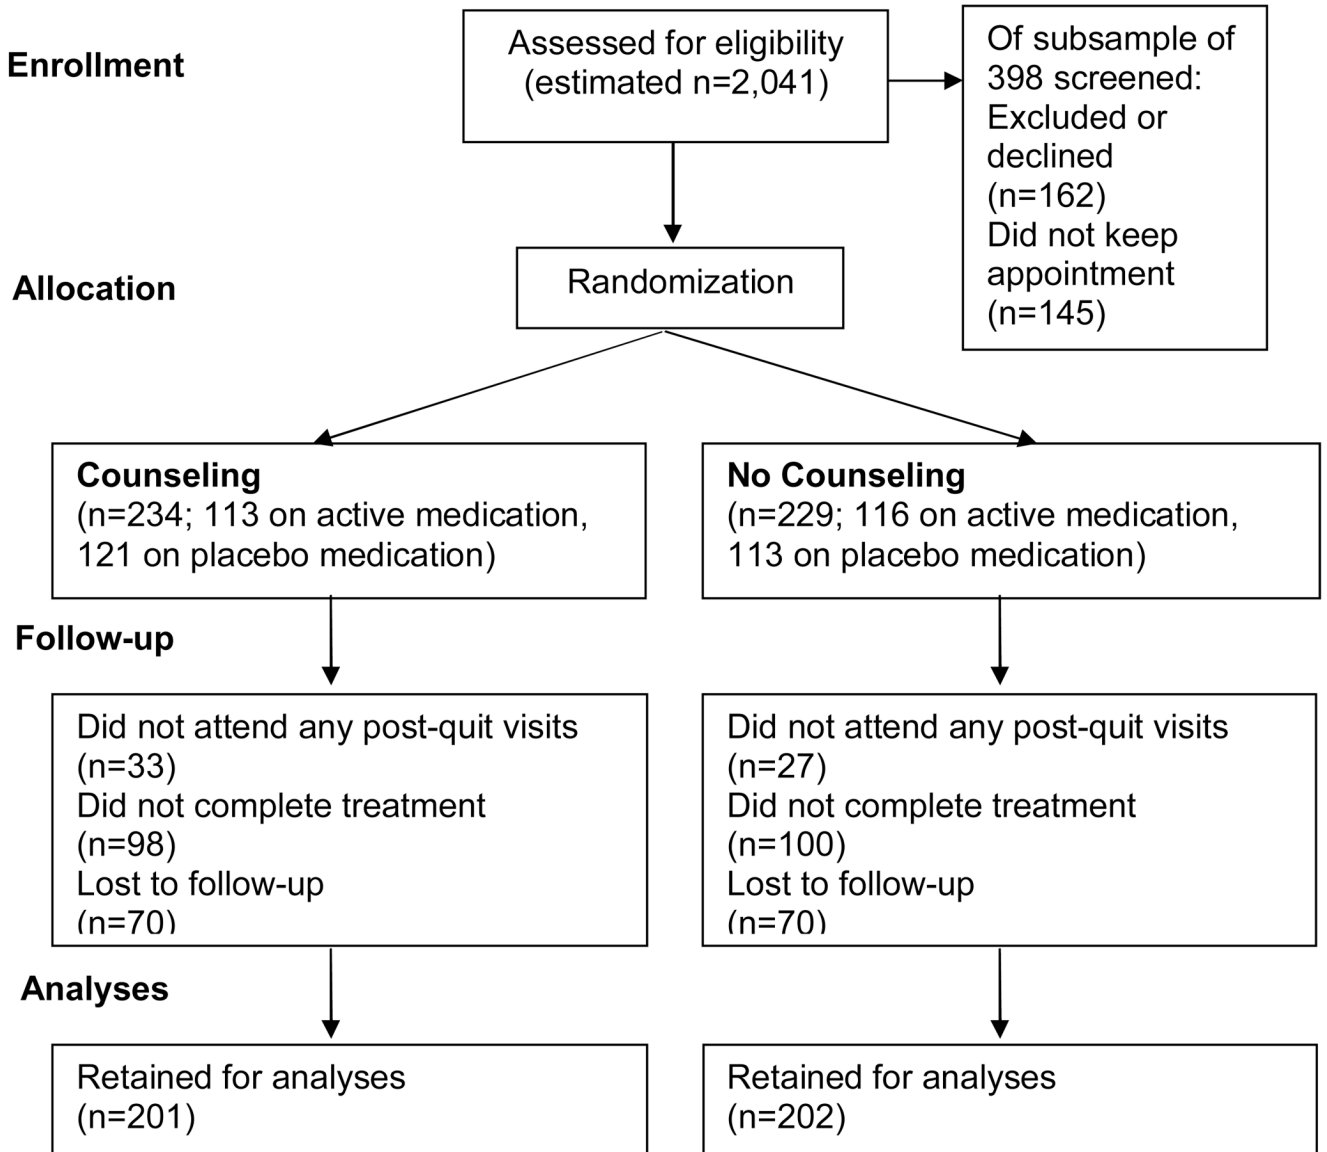 Enrollment
Assessed for eligibility
(estimated n=2,041)
Of subsample of
398 screened:
Excluded or
declined
(n=162)
Did not keep
appointment
(n=145)
Allocation
Randomization
Counseling
(n=234; 113 on active medication,
121 on placebo medication)
No Counseling
(n=229; 116 on active medication,
113 on placebo medication)
Follow-up
Did not attend any post-quit visits
(n=33)
Did not complete treatment
(n=98)
Lost to follow-up
(n=70)
Did not attend any post-quit visits
(n=27)
Did not complete treatment
(n=100)
Lost to follow-up
(n=70)
Analyses
Retained for analyses
(n=201)
Retained for analyses
(n=202)